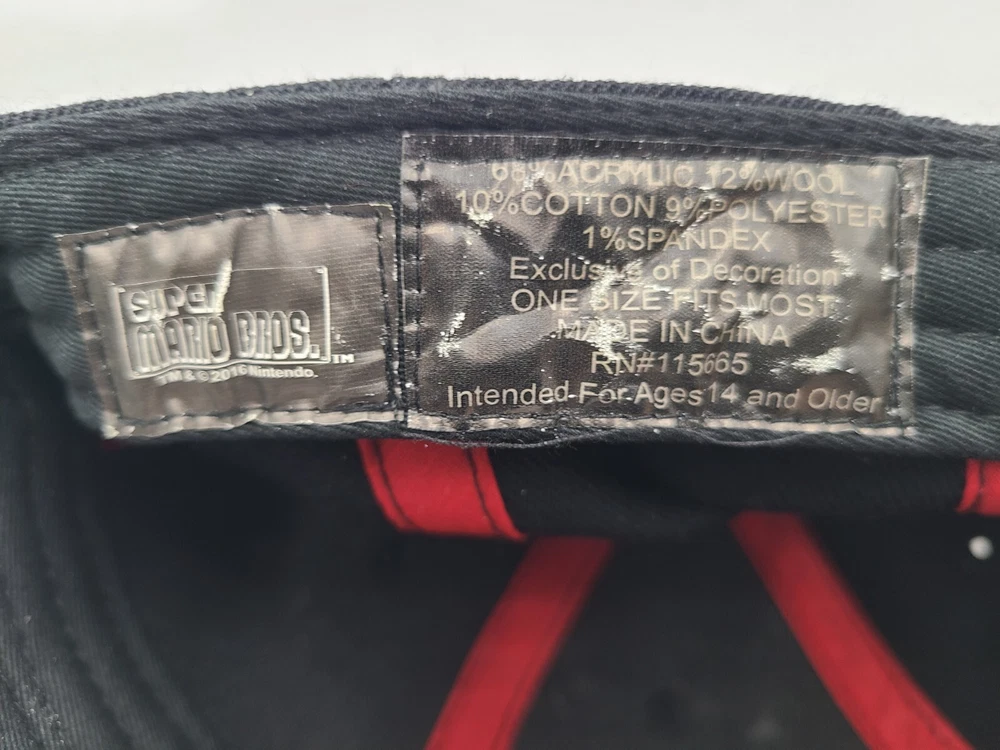 SUPER
MARIO BROS.™
TM & © 2016 Nintendo.
68%ACRYLIC 12%WOOL
10%COTTON 9%POLYESTER
1%SPANDEX
Exclusive of Decoration
ONE SIZE FITS MOST
MADE IN CHINA
RN#115665
Intended For Ages 14 and Older